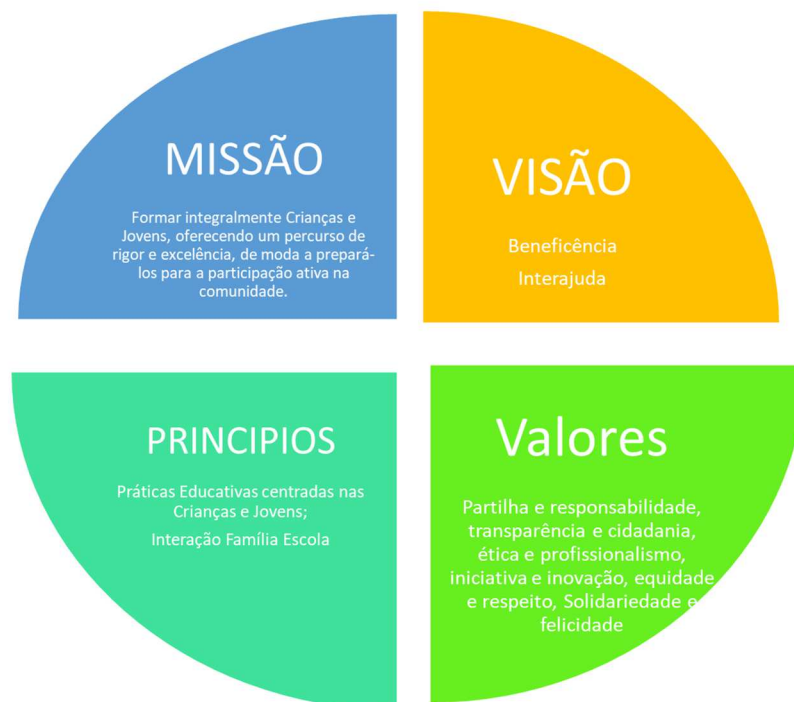 MISSÃO
Formar integralmente Crianças e
Jovens, oferecendo um percurso de
rigor e excelência, de moda a prepará-
los para a participação ativa na
comunidade.
VISÃO
Beneficência
Interajuda
PRINCIPIOS
Práticas Educativas centradas nas
Crianças e Jovens;
Interação Família Escola
Valores
Partilha e responsabilidade,
transparência e cidadania,
ética e profissionalismo,
iniciativa e inovação, equidade
e respeito, Solidariedade e
felicidade